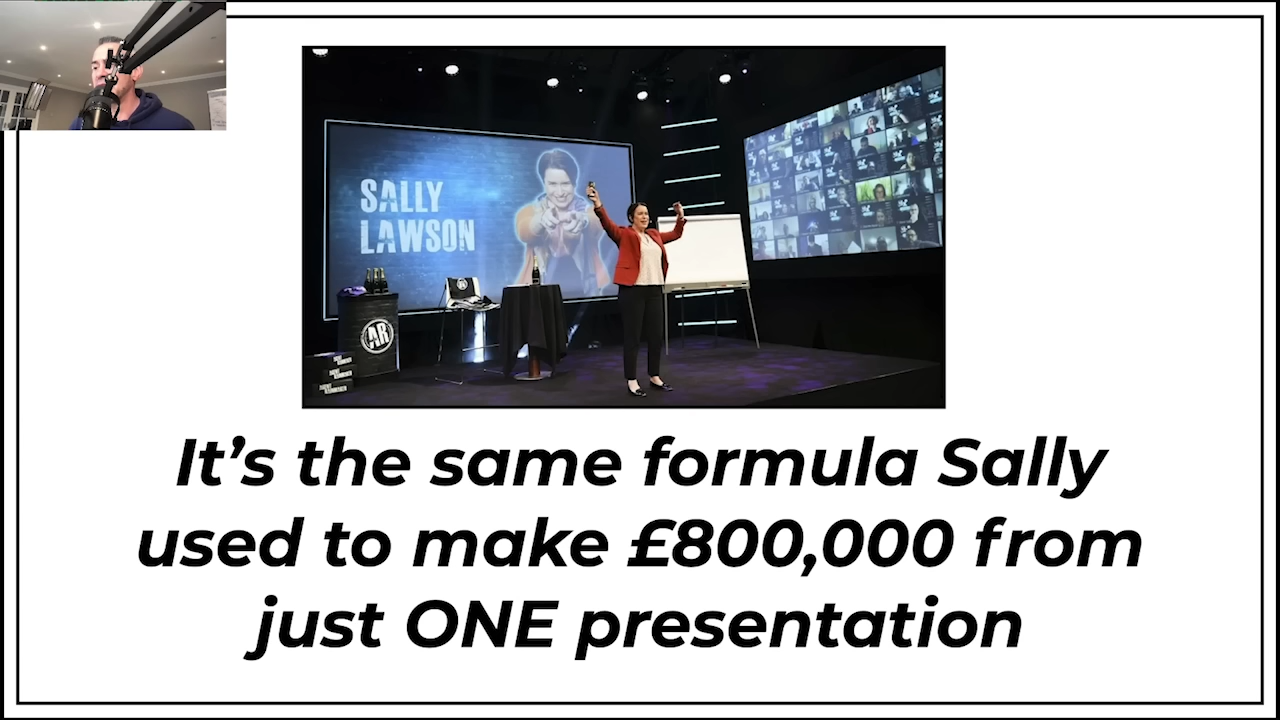 SALLY
LAWSON
AR
It's the same formula Sally
used to make £800,000 from
just ONE presentation